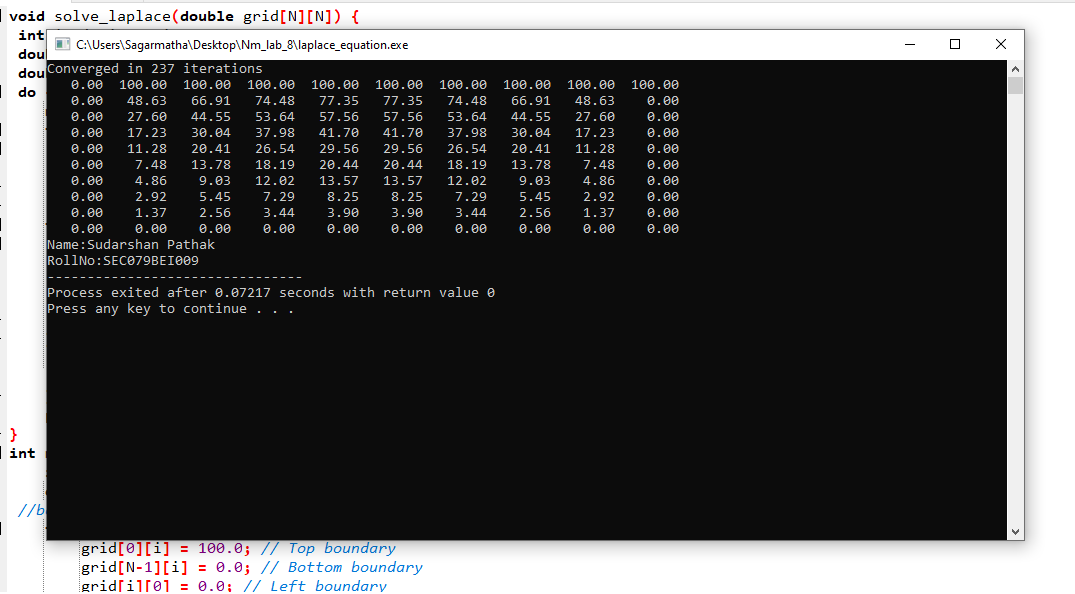 void solve_laplace(double grid[N][N]) {
int
C:\Users\Sagarmatha\Desktop\Nm_lab_8\laplace_equation.exe
dou
dou
do
Converged in 237 iterations
0.00 100.00 100.00 100.00 100.00 100.00 100.00 100.00 100.00 100.00
0.00 48.63 66.91 74.48 77.35 77.35 74.48 66.91 48.63 0.00
0.00 27.60 44.55 53.64 57.56 57.56 53.64 44.55 27.60 0.00
0.00 17.23 30.04 37.98 41.70 41.70 37.98 30.04 17.23 0.00
0.00 11.28 20.41 26.54 29.56 29.56 26.54 20.41 11.28 0.00
0.00 7.48 13.78 18.19 20.44 20.44 18.19 13.78 7.48 0.00
0.00 4.86 9.03 12.02 13.57 13.57 12.02 9.03 4.86 0.00
0.00 2.92 5.45 7.29 8.25 8.25 7.29 5.45 2.92 0.00
0.00 1.37 2.56 3.44 3.90 3.90 3.44 2.56 1.37 0.00
0.00 0.00 0.00 0.00 0.00 0.00 0.00 0.00 0.00 0.00
Name:Sudarshan Pathak
RollNo:SEC079BEI009
--------------------------------
Process exited after 0.07217 seconds with return value 0
Press any key to continue . . .
}
int
//b
grid[0][i] = 100.0; // Top boundary
grid[N-1][i] = 0.0; // Bottom boundary
grid[i][0] = 0.0; // Left boundary